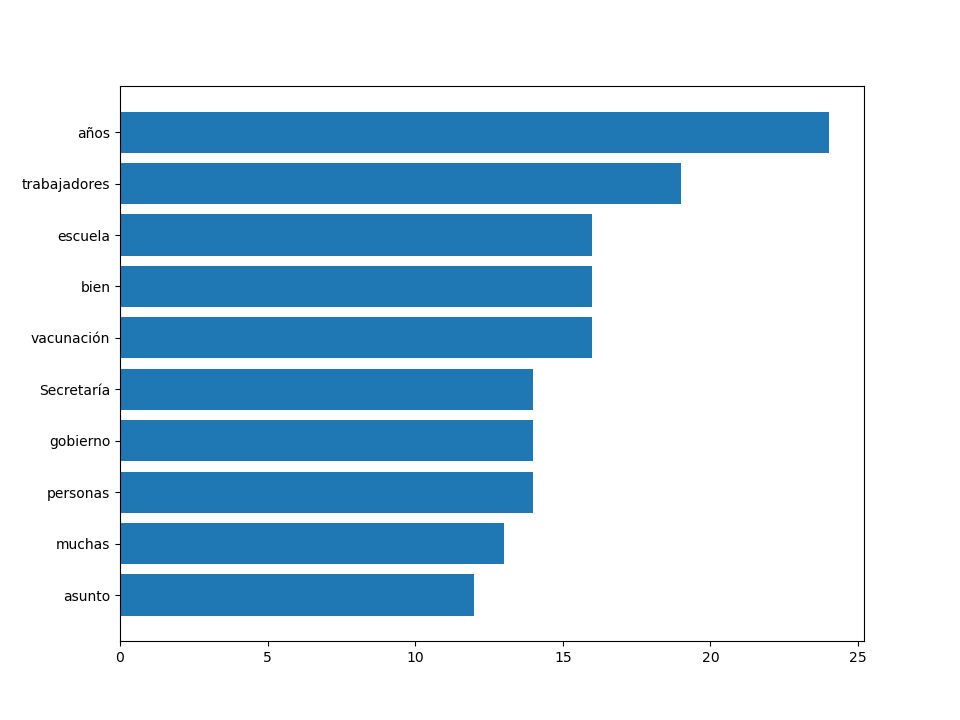 años
trabajadores
escuela
bien
vacunación
Secretaría
gobierno
personas
muchas
asunto
0 5 10 15 20 25